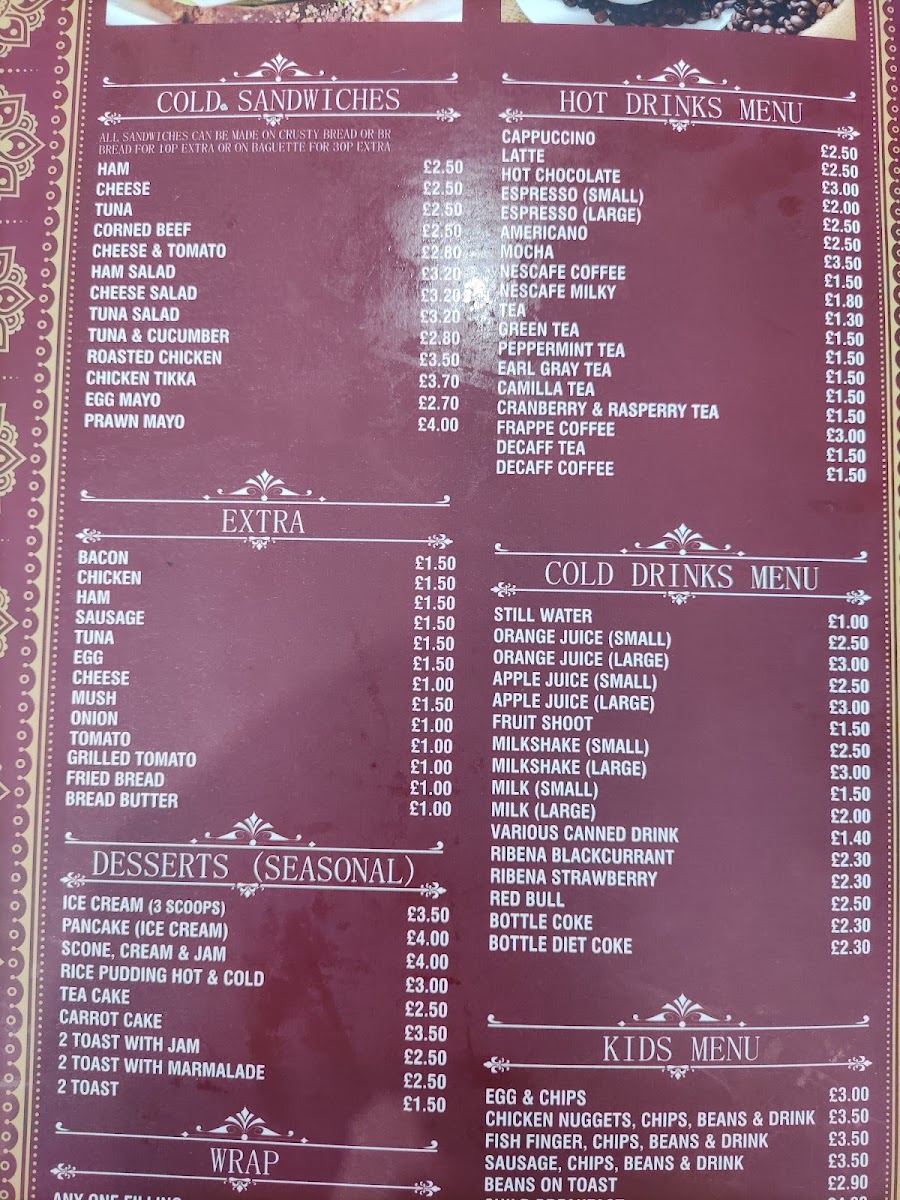 COLD SANDWICHES
ALL SANDWICHES CAN BE MADE ON CRUSTY BREAD OR BR
BREAD FOR 10P EXTRA OR ON BAGUETTE FOR 30P EXTRA
HAM £2.50
CHEESE £2.50
TUNA £2.50
CORNED BEEF £2.50
CHEESE & TOMATO £2.80
HAM SALAD £3.20
CHEESE SALAD £3.20
TUNA SALAD £3.20
TUNA & CUCUMBER £2.80
ROASTED CHICKEN £3.50
CHICKEN TIKKA £3.70
EGG MAYO £2.70
PRAWN MAYO £4.00
EXTRA
BACON £1.50
CHICKEN £1.50
HAM £1.50
SAUSAGE £1.50
TUNA £1.50
EGG £1.50
CHEESE £1.00
MUSH £1.50
ONION £1.00
TOMATO £1.00
GRILLED TOMATO £1.00
FRIED BREAD £1.00
BREAD BUTTER £1.00
DESSERTS (SEASONAL)
ICE CREAM (3 SCOOPS) £3.50
PANCAKE (ICE CREAM) £4.00
SCONE, CREAM & JAM £4.00
RICE PUDDING HOT & COLD £3.00
TEA CAKE £2.50
CARROT CAKE £3.50
2 TOAST WITH JAM £2.50
2 TOAST WITH MARMALADE £2.50
2 TOAST £1.50
WRAP
ANY ONE FILLING
HOT DRINKS MENU
CAPPUCCINO £2.50
LATTE £2.50
HOT CHOCOLATE £3.00
ESPRESSO (SMALL) £2.00
ESPRESSO (LARGE) £2.50
AMERICANO £2.50
MOCHA £3.50
NESCAFE COFFEE £1.50
NESCAFE MILKY £1.80
TEA £1.30
GREEN TEA £1.50
PEPPERMINT TEA £1.50
EARL GRAY TEA £1.50
CAMILLA TEA £1.50
CRANBERRY & RASPERRY TEA £1.50
FRAPPE COFFEE £3.00
DECAFF TEA £1.50
DECAFF COFFEE £1.50
COLD DRINKS MENU
STILL WATER £1.00
ORANGE JUICE (SMALL) £2.50
ORANGE JUICE (LARGE) £3.00
APPLE JUICE (SMALL) £2.50
APPLE JUICE (LARGE) £3.00
FRUIT SHOOT £1.50
MILKSHAKE (SMALL) £2.50
MILKSHAKE (LARGE) £3.00
MILK (SMALL) £1.50
MILK (LARGE) £2.00
VARIOUS CANNED DRINK £1.40
RIBENA BLACKCURRANT £2.30
RIBENA STRAWBERRY £2.30
RED BULL £2.50
BOTTLE COKE £2.30
BOTTLE DIET COKE £2.30
KIDS MENU
EGG & CHIPS £3.00
CHICKEN NUGGETS, CHIPS, BEANS & DRINK £3.50
FISH FINGER, CHIPS, BEANS & DRINK £3.50
SAUSAGE, CHIPS, BEANS & DRINK £3.50
BEANS ON TOAST £2.90